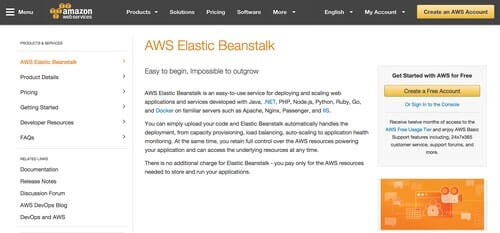 Menu
amazon
web services
Products
Solutions
Pricing
Software
More
English
My Account
Create an AWS Account
PRODUCTS & SERVICES
AWS Elastic Beanstalk
Product Details
Pricing
Getting Started
Developer Resources
FAQs
RELATED LINKS
Documentation
Release Notes
Discussion Forum
AWS DevOps Blog
DevOps and AWS
AWS Elastic Beanstalk
Easy to begin, Impossible to outgrow
AWS Elastic Beanstalk is an easy-to-use service for deploying and scaling web
applications and services developed with Java, .NET, PHP, Node.js, Python, Ruby, Go,
and Docker on familiar servers such as Apache, Nginx, Passenger, and IIS.
You can simply upload your code and Elastic Beanstalk automatically handles the
deployment, from capacity provisioning, load balancing, auto-scaling to application health
monitoring. At the same time, you retain full control over the AWS resources powering
your application and can access the underlying resources at any time.
There is no additional charge for Elastic Beanstalk - you pay only for the AWS resources
needed to store and run your applications.
Get Started with AWS for Free
Create a Free Account
Or Sign In to the Console
Receive twelve months of access to the
AWS Free Usage Tier and enjoy AWS Basic
Support features including, 24x7x365
customer service, support forums, and
more.